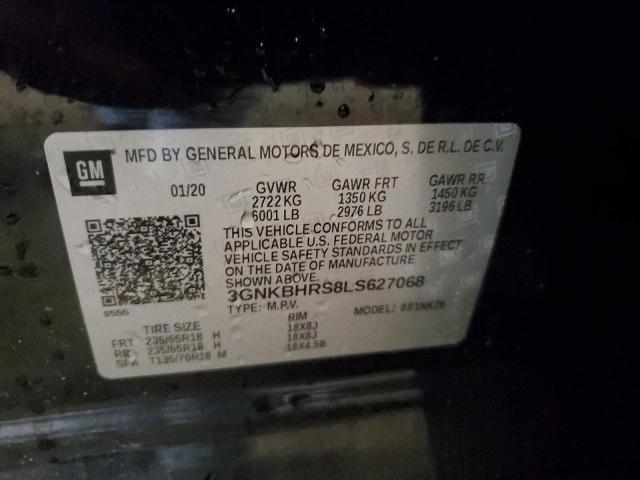 GM MFD BY GENERAL MOTORS DE MEXICO, S. DE R.L. DE C.V.
01/20 GVWR GAWR FRT GAWR RR
2722 KG 1350 KG 1450 KG
6001 LB 2976 LB 3196 LB
THIS VEHICLE CONFORMS TO ALL
APPLICABLE U.S. FEDERAL MOTOR
VEHICLE SAFETY STANDARDS IN EFFECT
ON THE DATE OF MANUFACTURE
SHOWN ABOVE.
3GNKBHRS8LS627068
TYPE: M.P.V. MODEL: 881NK26
TIRE SIZE RIM
FRT 235/65R18 H 18X8J
RR 235/65R18 H 18X8J
SPA T135/70R18 M 18X4.5B